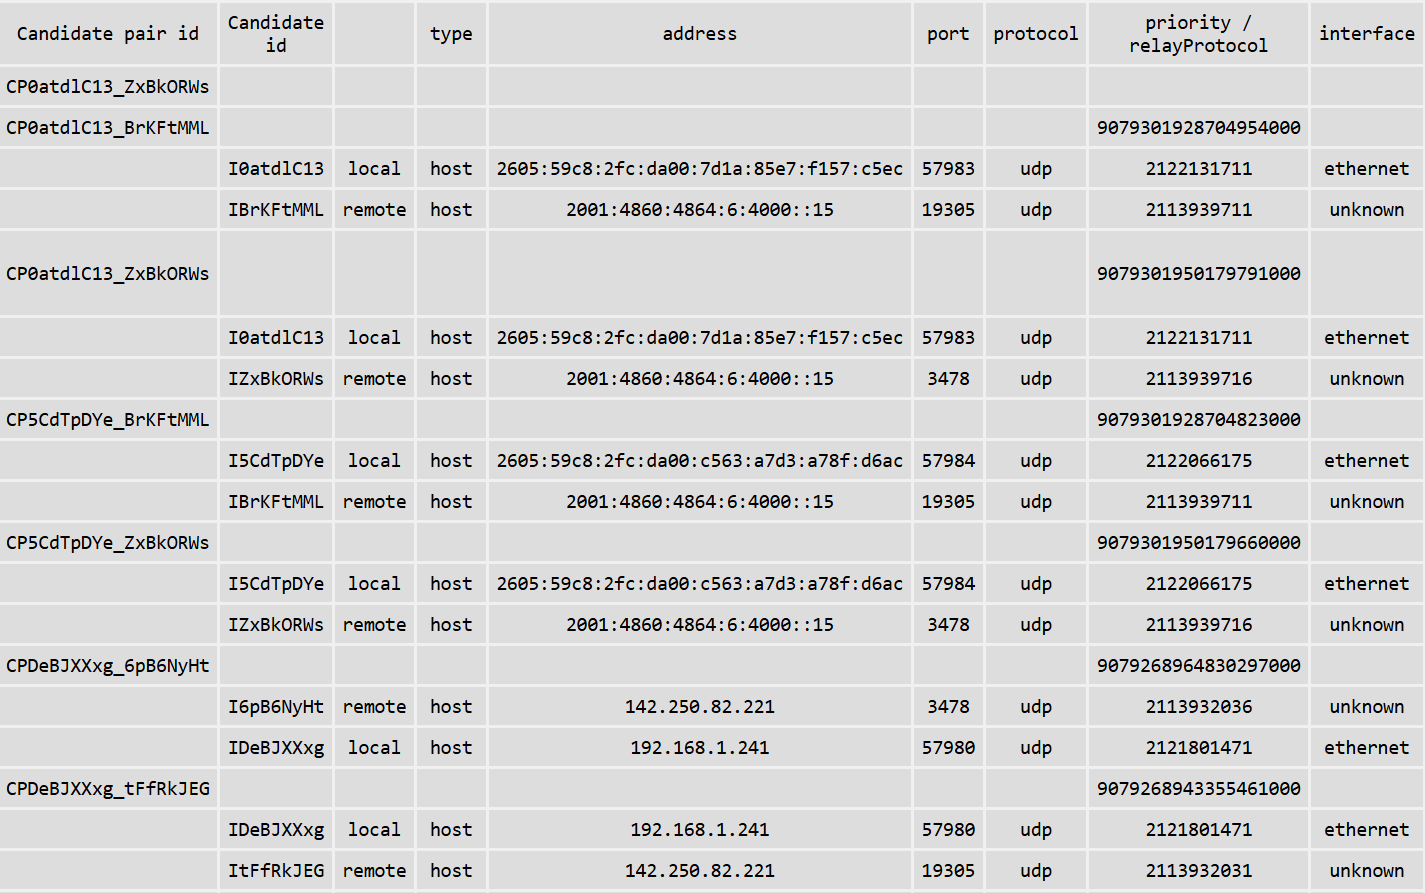 Candidate pair id Candidate id type address port protocol priority / relayProtocol interface
CP0atdlC13_ZxBkORWs
CP0atdlC13_BrKFtMML 9079301928704954000
I0atdlC13 local host 2605:59c8:2fc:da00:7d1a:85e7:f157:c5ec 57983 udp 2122131711 ethernet
IBrKFtMML remote host 2001:4860:4864:6:4000::15 19305 udp 2113939711 unknown
CP0atdlC13_ZxBkORWs 9079301950179791000
I0atdlC13 local host 2605:59c8:2fc:da00:7d1a:85e7:f157:c5ec 57983 udp 2122131711 ethernet
IZxBkORWs remote host 2001:4860:4864:6:4000::15 3478 udp 2113939716 unknown
CP5CdTpDYe_BrKFtMML 9079301928704823000
I5CdTpDYe local host 2605:59c8:2fc:da00:c563:a7d3:a78f:d6ac 57984 udp 2122066175 ethernet
IBrKFtMML remote host 2001:4860:4864:6:4000::15 19305 udp 2113939711 unknown
CP5CdTpDYe_ZxBkORWs 9079301950179660000
I5CdTpDYe local host 2605:59c8:2fc:da00:c563:a7d3:a78f:d6ac 57984 udp 2122066175 ethernet
IZxBkORWs remote host 2001:4860:4864:6:4000::15 3478 udp 2113939716 unknown
CPDeBJXXxg_6pB6NyHt 9079268964830297000
I6pB6NyHt remote host 142.250.82.221 3478 udp 2113932036 unknown
IDeBJXXxg local host 192.168.1.241 57980 udp 2121801471 ethernet
CPDeBJXXxg_tFfRkJEG 9079268943355461000
IDeBJXXxg local host 192.168.1.241 57980 udp 2121801471 ethernet
ItFfRkJEG remote host 142.250.82.221 19305 udp 2113932031 unknown